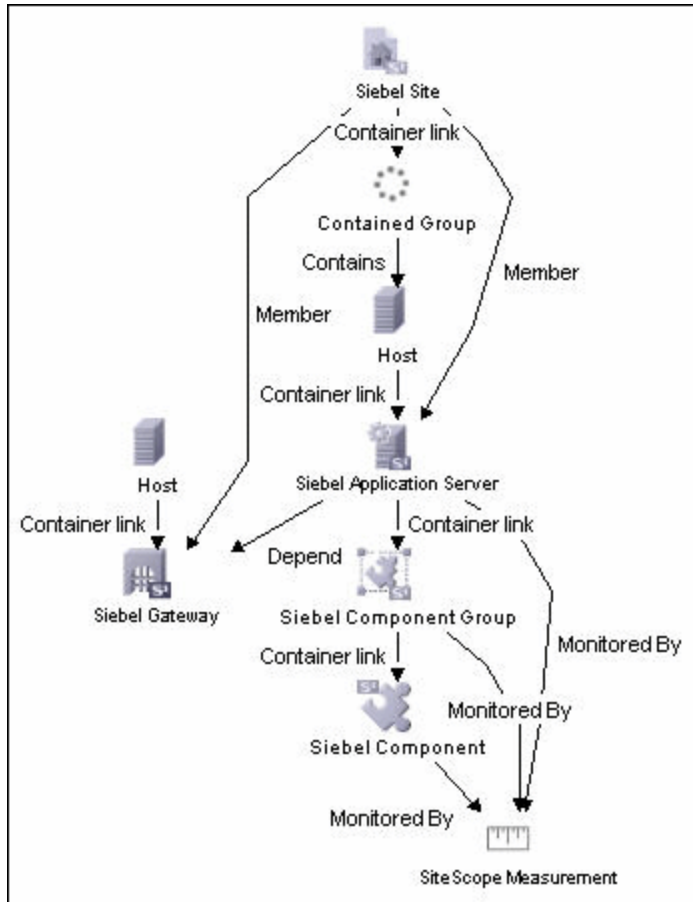 Siebel Site
Container link
Contained Group
Contains
Member
Member
Host
Container link
Host
Siebel Application Server
Container link
Container link
Depend
Siebel Gateway
Siebel Component Group
Monitored By
Container link
Monitored By
Siebel Component
Monitored By
SiteScope Measurement